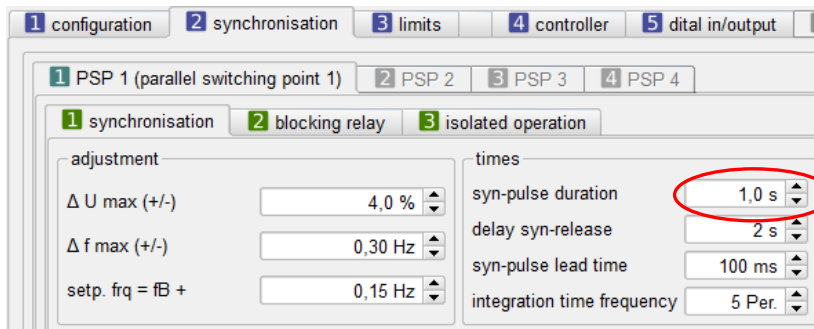 1 configuration 2 synchronisation 3 limits 4 controller 5 dital in/output
1 PSP 1 (parallel switching point 1) 2 PSP 2 3 PSP 3 4 PSP 4
1 synchronisation 2 blocking relay 3 isolated operation
adjustment
Δ U max (+/-) 4,0 %
Δ f max (+/-) 0,30 Hz
setp. frq = fB + 0,15 Hz
times
syn-pulse duration 1,0 s
delay syn-release 2 s
syn-pulse lead time 100 ms
integration time frequency 5 Per.